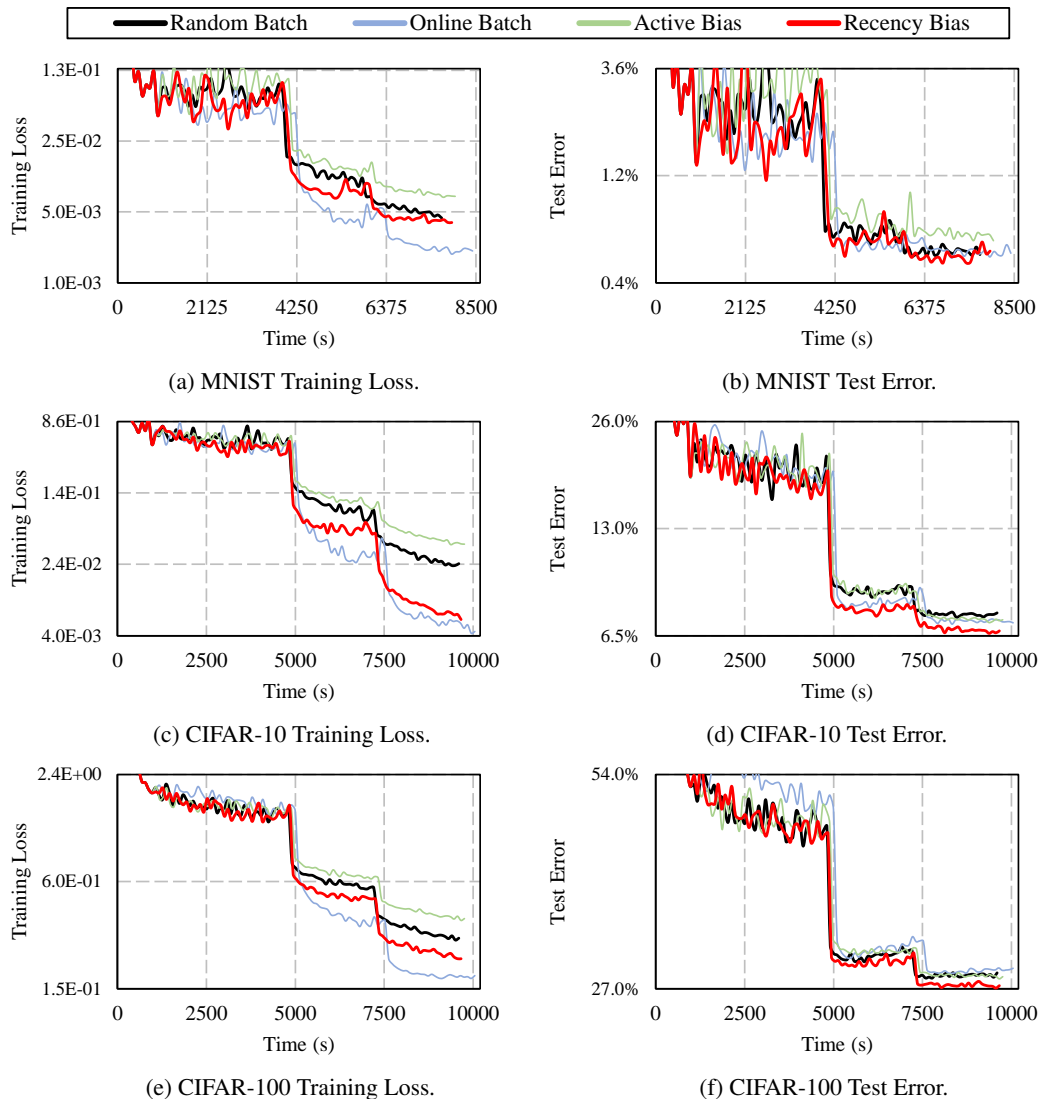 Random Batch Online Batch Active Bias Recency Bias
1.3E-01
2.5E-02
5.0E-03
1.0E-03
Training Loss
0 2125 4250 6375 8500
Time (s)
(a) MNIST Training Loss.
3.6%
1.2%
0.4%
Test Error
0 2125 4250 6375 8500
Time (s)
(b) MNIST Test Error.
8.6E-01
1.4E-01
2.4E-02
4.0E-03
Training Loss
0 2500 5000 7500 10000
Time (s)
(c) CIFAR-10 Training Loss.
26.0%
13.0%
6.5%
Test Error
0 2500 5000 7500 10000
Time (s)
(d) CIFAR-10 Test Error.
2.4E+00
6.0E-01
1.5E-01
Training Loss
0 2500 5000 7500 10000
Time (s)
(e) CIFAR-100 Training Loss.
54.0%
27.0%
Test Error
0 2500 5000 7500 10000
Time (s)
(f) CIFAR-100 Test Error.